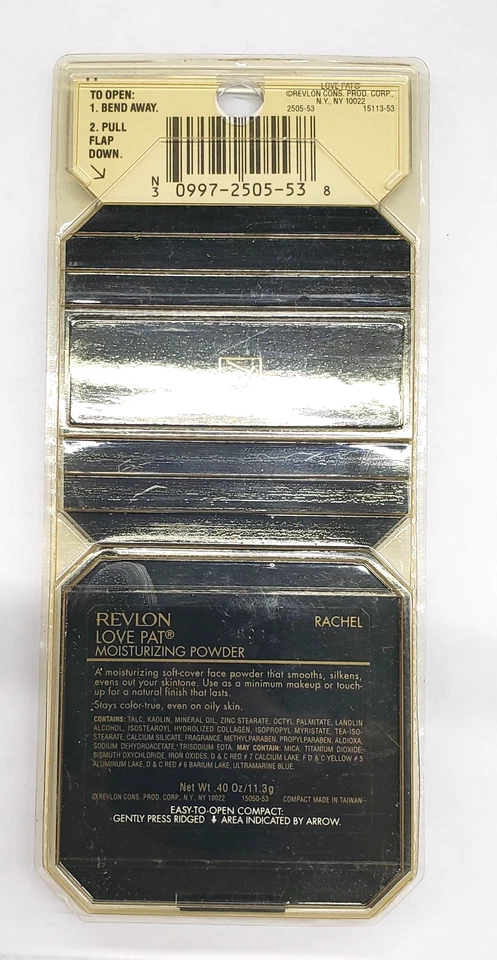 TO OPEN:
1. BEND AWAY.
2. PULL
FLAP
DOWN.
LOVE PAT®
©REVLON CONS. PROD. CORP.,
N.Y., NY 10022
2505-53 15113-53
N
3 0997-2505-53 8
REVLON RACHEL
LOVE PAT®
MOISTURIZING POWDER
A moisturizing soft-cover face powder that smooths, silkens,
evens out your skintone. Use as a minimum makeup or touch-
up for a natural finish that lasts.
Stays color-true, even on oily skin.
CONTAINS: TALC, KAOLIN, MINERAL OIL, ZINC STEARATE, OCTYL PALMITATE, LANOLIN
ALCOHOL, ISOSTEAROYL HYDROLIZED COLLAGEN, ISOPROPYL MYRISTATE, TEA-ISO-
STEARATE, CALCIUM SILICATE, FRAGRANCE, METHYLPARABEN, PROPYLPARABEN, ALDIOXA,
SODIUM DEHYDROACETATE, TRISODIUM EDTA. MAY CONTAIN: MICA, TITANIUM DIOXIDE,
BISMUTH OXYCHLORIDE, IRON OXIDES, D & C RED # 7 CALCIUM LAKE, F D & C YELLOW # 5
ALUMINUM LAKE, D & C RED # 6 BARIUM LAKE, ULTRAMARINE BLUE.
Net Wt .40 Oz/11.3g
©REVLON CONS. PROD. CORP., N.Y., NY 10022 15050-53 COMPACT MADE IN TAIWAN
EASY-TO-OPEN COMPACT:
GENTLY PRESS RIDGED ⬇ AREA INDICATED BY ARROW.